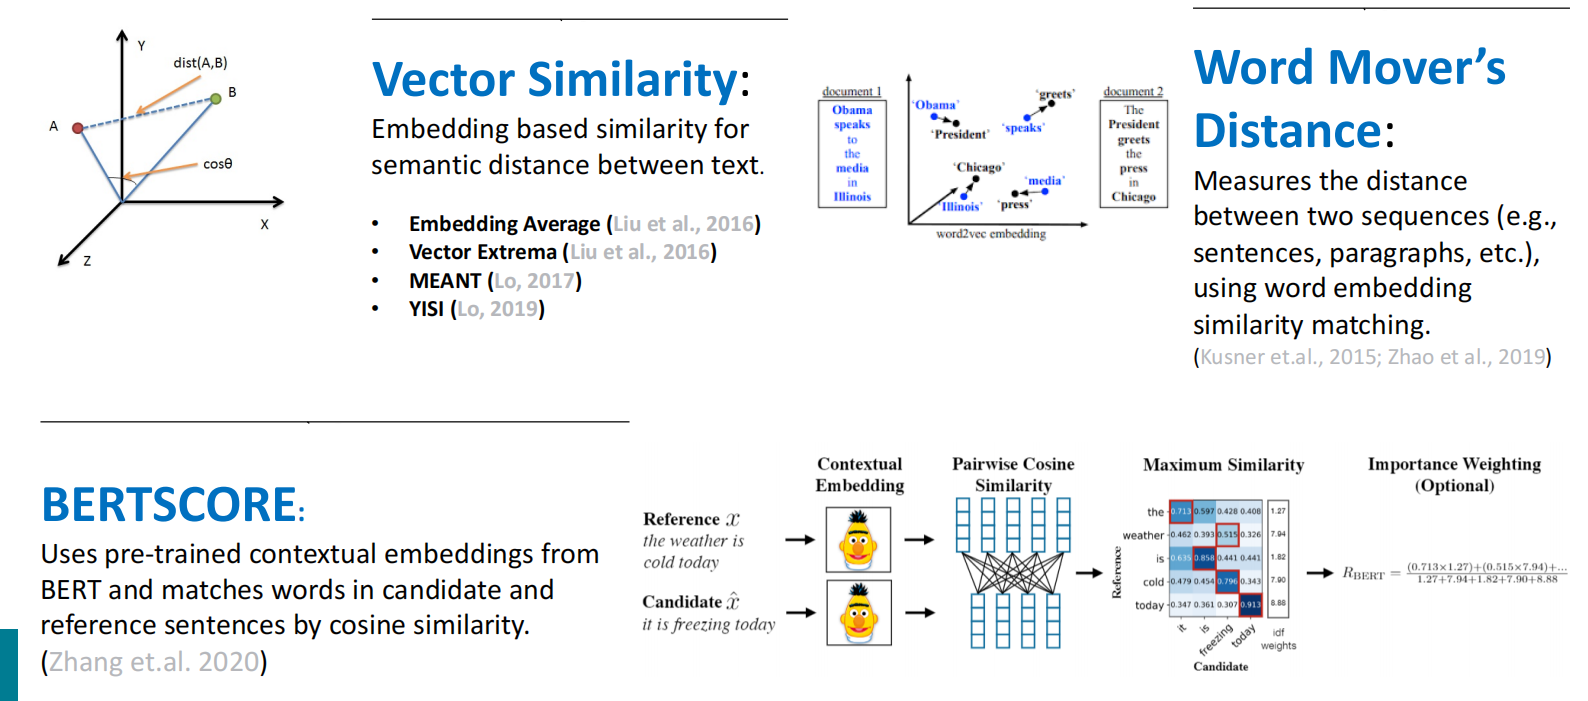 Y
dist(A,B)
B
A
cosθ
X
Z
Vector Similarity:
Embedding based similarity for
semantic distance between text.
• Embedding Average (Liu et al., 2016)
• Vector Extrema (Liu et al., 2016)
• MEANT (Lo, 2017)
• YISI (Lo, 2019)
document 1
Obama
speaks
to
the
media
in
Illinois
'Obama'
'President'
'greets'
'speaks'
'Chicago'
'Illinois'
'media'
'press'
word2vec embedding
document 2
The
President
greets
the
press
in
Chicago
Word Mover's
Distance:
Measures the distance
between two sequences (e.g.,
sentences, paragraphs, etc.),
using word embedding
similarity matching.
(Kusner et.al., 2015; Zhao et al., 2019)
BERTSCORE:
Uses pre-trained contextual embeddings from
BERT and matches words in candidate and
reference sentences by cosine similarity.
(Zhang et.al. 2020)
Reference x
the weather is
cold today
Candidate x̂
it is freezing today
Contextual
Embedding
Pairwise Cosine
Similarity
Maximum Similarity
Reference
the 0.713 0.597 0.428 0.408 1.27
weather 0.462 0.393 0.515 0.326 7.94
is 0.635 0.858 0.441 0.441 1.82
cold 0.479 0.454 0.796 0.343 7.90
today 0.347 0.361 0.307 0.913 8.88
it is freezing today
idf
weights
Candidate
Importance Weighting
(Optional)
R_BERT = (0.713×1.27)+(0.515×7.94)+...
1.27+7.94+1.82+7.90+8.88